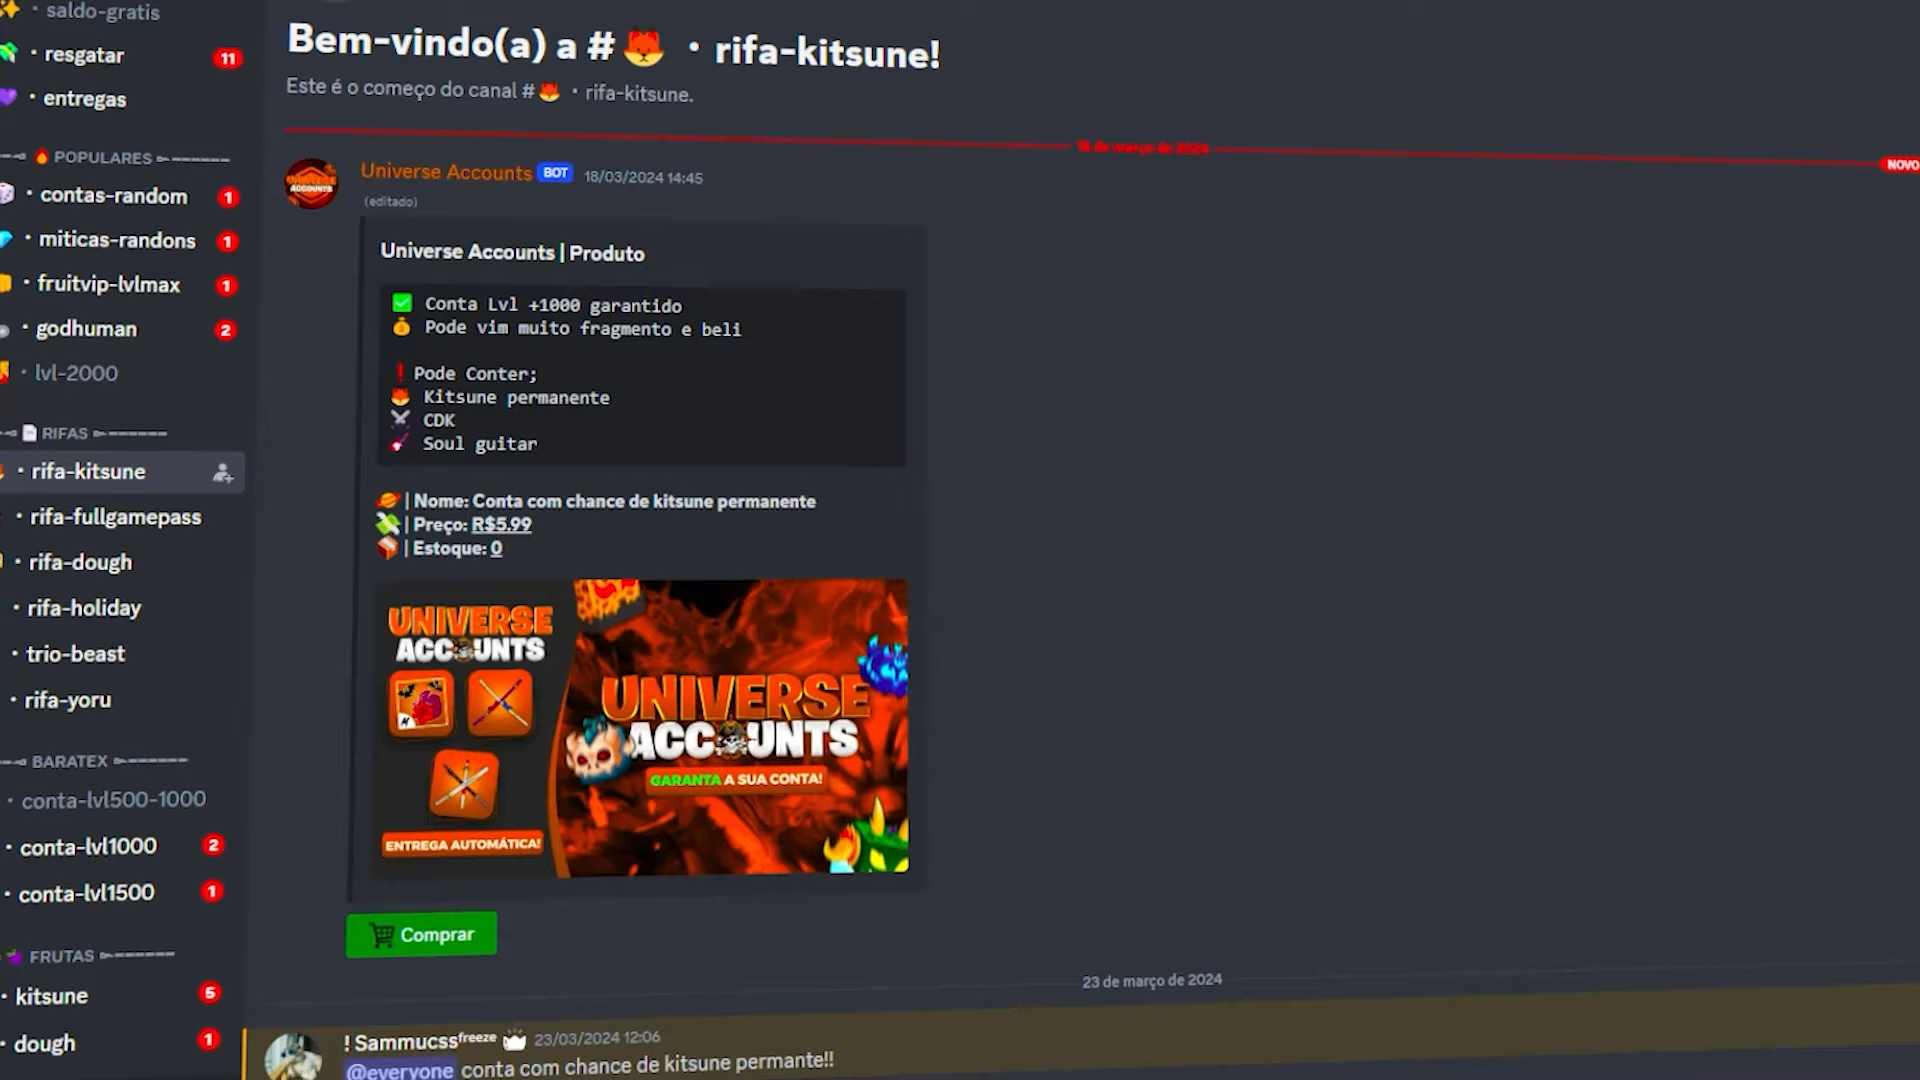 saldo-gratis
resgatar 11
entregas
POPULARES
contas-random 1
miticas-randons 1
fruitvip-lvlmax 1
godhuman 2
lvl-2000
RIFAS
rifa-kitsune
rifa-fullgamepass
rifa-dough
rifa-holiday
trio-beast
rifa-yoru
BARATEX
conta-lvl500-1000
conta-lvl1000 2
conta-lvl1500 1
FRUTAS
kitsune 5
dough 1
Bem-vindo(a) a # · rifa-kitsune!
Este é o começo do canal # · rifa-kitsune.
18 de março de 2024
NOVO
Universe Accounts BOT 18/03/2024 14:45
(editado)
Universe Accounts | Produto
Conta Lvl +1000 garantido
Pode vim muito fragmento e beli
Pode Conter;
Kitsune permanente
CDK
Soul guitar
| Nome: Conta com chance de kitsune permanente
| Preço: R$5.99
| Estoque: 0
UNIVERSE
ACCOUNTS
ENTREGA AUTOMÁTICA!
UNIVERSE
ACCOUNTS
GARANTA A SUA CONTA!
Comprar
23 de março de 2024
! Sammucssᶠʳᵉᵉᶻᵉ 23/03/2024 12:06
@everyone conta com chance de kitsune permante!!